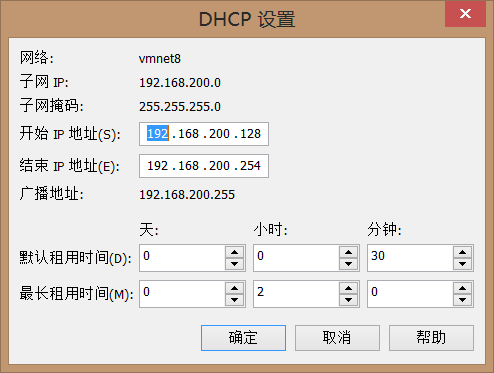 DHCP 设置
网络: vmnet8
子网 IP: 192.168.200.0
子网掩码: 255.255.255.0
开始 IP 地址(S): 192 . 168 . 200 . 128
结束 IP 地址(E): 192 . 168 . 200 . 254
广播地址: 192.168.200.255
天: 小时: 分钟:
默认租用时间(D): 0 0 30
最长租用时间(M): 0 2 0
确定 取消 帮助